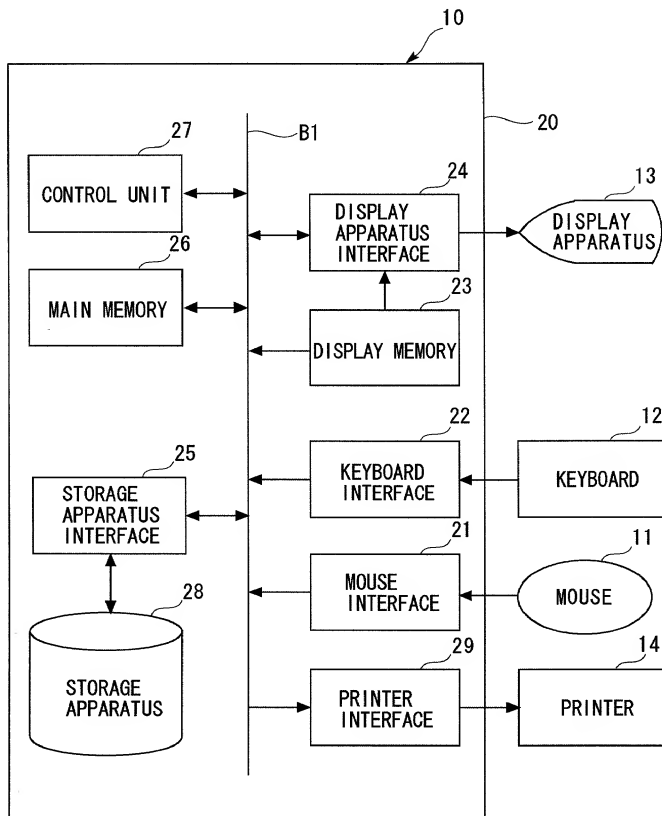 10
20
B1
27
CONTROL UNIT
26
MAIN MEMORY
25
STORAGE
APPARATUS
INTERFACE
28
STORAGE
APPARATUS
24
DISPLAY
APPARATUS
INTERFACE
23
DISPLAY MEMORY
22
KEYBOARD
INTERFACE
21
MOUSE
INTERFACE
29
PRINTER
INTERFACE
13
DISPLAY
APPARATUS
12
KEYBOARD
11
MOUSE
14
PRINTER